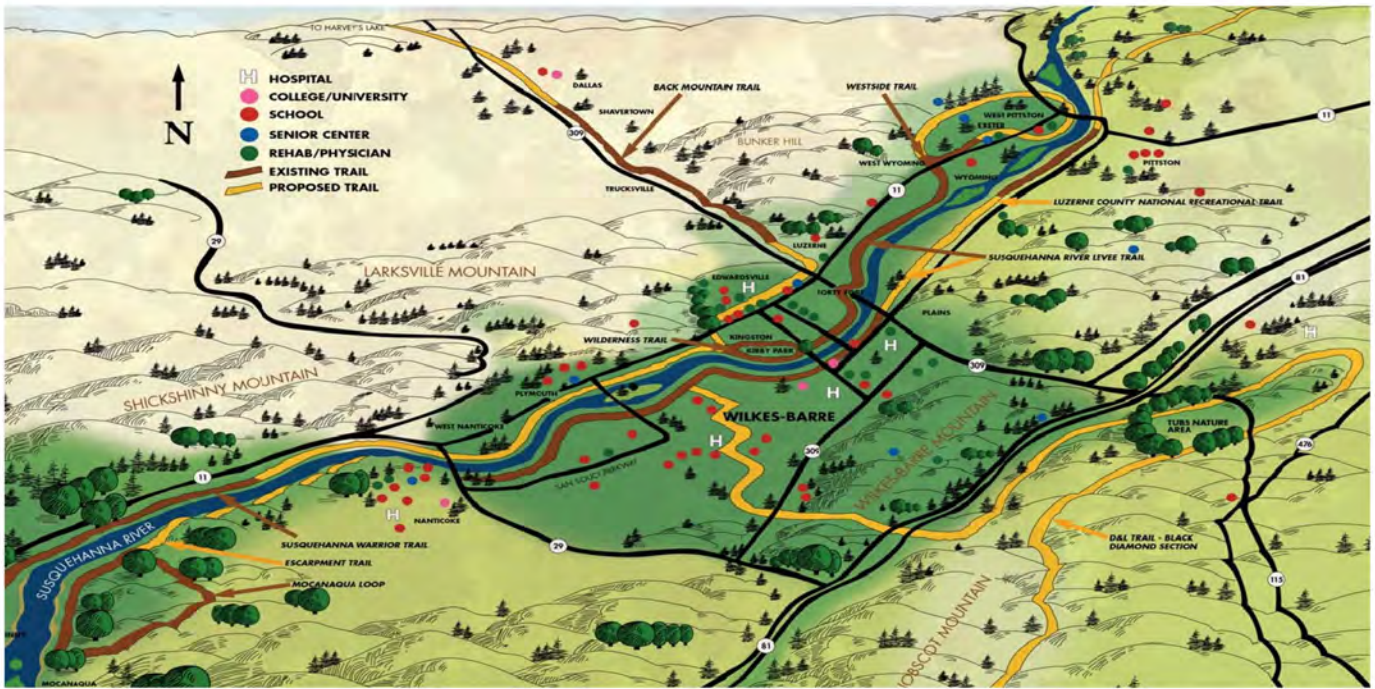 TO HARVEY'S LAKE
H HOSPITAL
COLLEGE/UNIVERSITY
SCHOOL
SENIOR CENTER
REHAB/PHYSICIAN
EXISTING TRAIL
PROPOSED TRAIL
N
DALLAS
BACK MOUNTAIN TRAIL
WESTSIDE TRAIL
SHAVERTOWN
309
BUNKER HILL
WEST PITTSTON
EXETER
11
WEST WYOMING
PITTSTON
TRUCKSVILLE
WYOMING
11
LUZERNE COUNTY NATIONAL RECREATIONAL TRAIL
29
LUZERNE
SUSQUEHANNA RIVER LEVEE TRAIL
LARKSVILLE MOUNTAIN
EDWARDSVILLE
H
81
FORTY FORT
PLAINS
H
WILDERNESS TRAIL
KINGSTON
KIRBY PARK
H
309
SHICKSHINNY MOUNTAIN
PLYMOUTH
H
WILKES-BARRE
WEST NANTICOKE
TUBS NATURE
AREA
H
309
476
WILKES-BARRE MOUNTAIN
11
SAN SOUCI PARKWAY
H
NANTICOKE
SUSQUEHANNA RIVER
SUSQUEHANNA WARRIOR TRAIL
29
D&L TRAIL - BLACK
DIAMOND SECTION
ESCARPMENT TRAIL
MOCANAQUA LOOP
115
81
MOCANAQUA